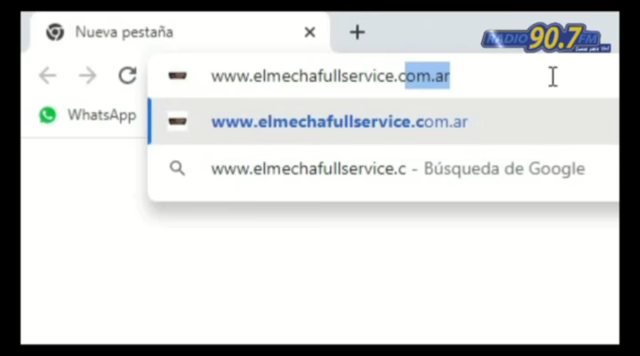 Nueva pestaña
RADIO 90.7 FM
www.elmechafullservice.com.ar
WhatsApp
www.elmechafullservice.com.ar
www.elmechafullservice.c - Búsqueda de Google